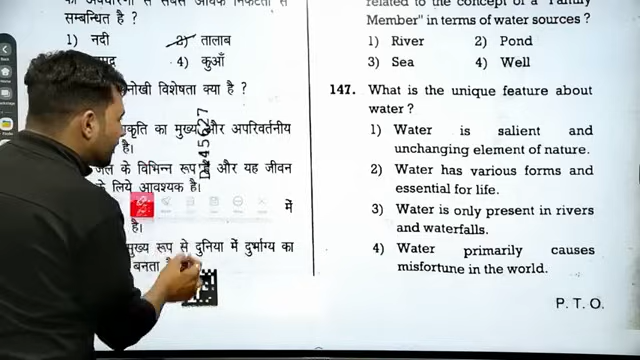 सम्बन्धित है ?
1) नदी 2) तालाब
4) कुआँ
विशेषता क्या है ?
का मुख्य और अपरिवर्तनीय
है।
जल के विभिन्न रूप और यह जीवन
के लिये आवश्यक है।
में
है।
मुख्य रूप से दुनिया में दुर्भाग्य का
बनता
related to the concept of a "Family
Member" in terms of water sources ?
1) River 2) Pond
3) Sea 4) Well
147. What is the unique feature about
water ?
1) Water is salient and
unchanging element of nature.
2) Water has various forms and
essential for life.
3) Water is only present in rivers
and waterfalls.
4) Water primarily causes
misfortune in the world.
P. T. O.